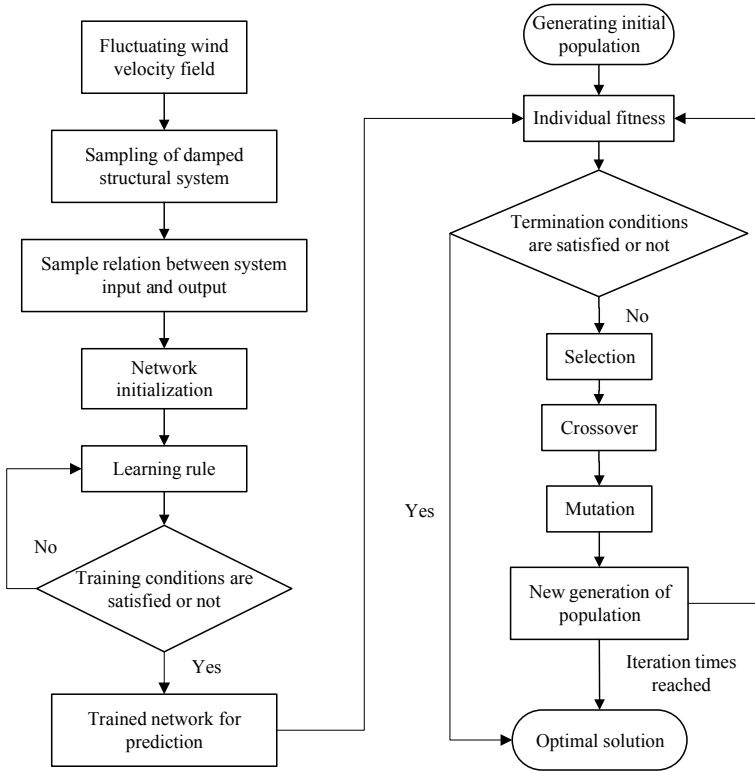 Fluctuating wind
velocity field
Sampling of damped
structural system
Sample relation between system
input and output
Network
initialization
Learning rule
No
Training conditions are
satisfied or not
Yes
Trained network for
prediction
Generating initial
population
Individual fitness
Termination conditions
are satisfied or not
No
Selection
Crossover
Yes
Mutation
New generation of
population
Iteration times
reached
Optimal solution